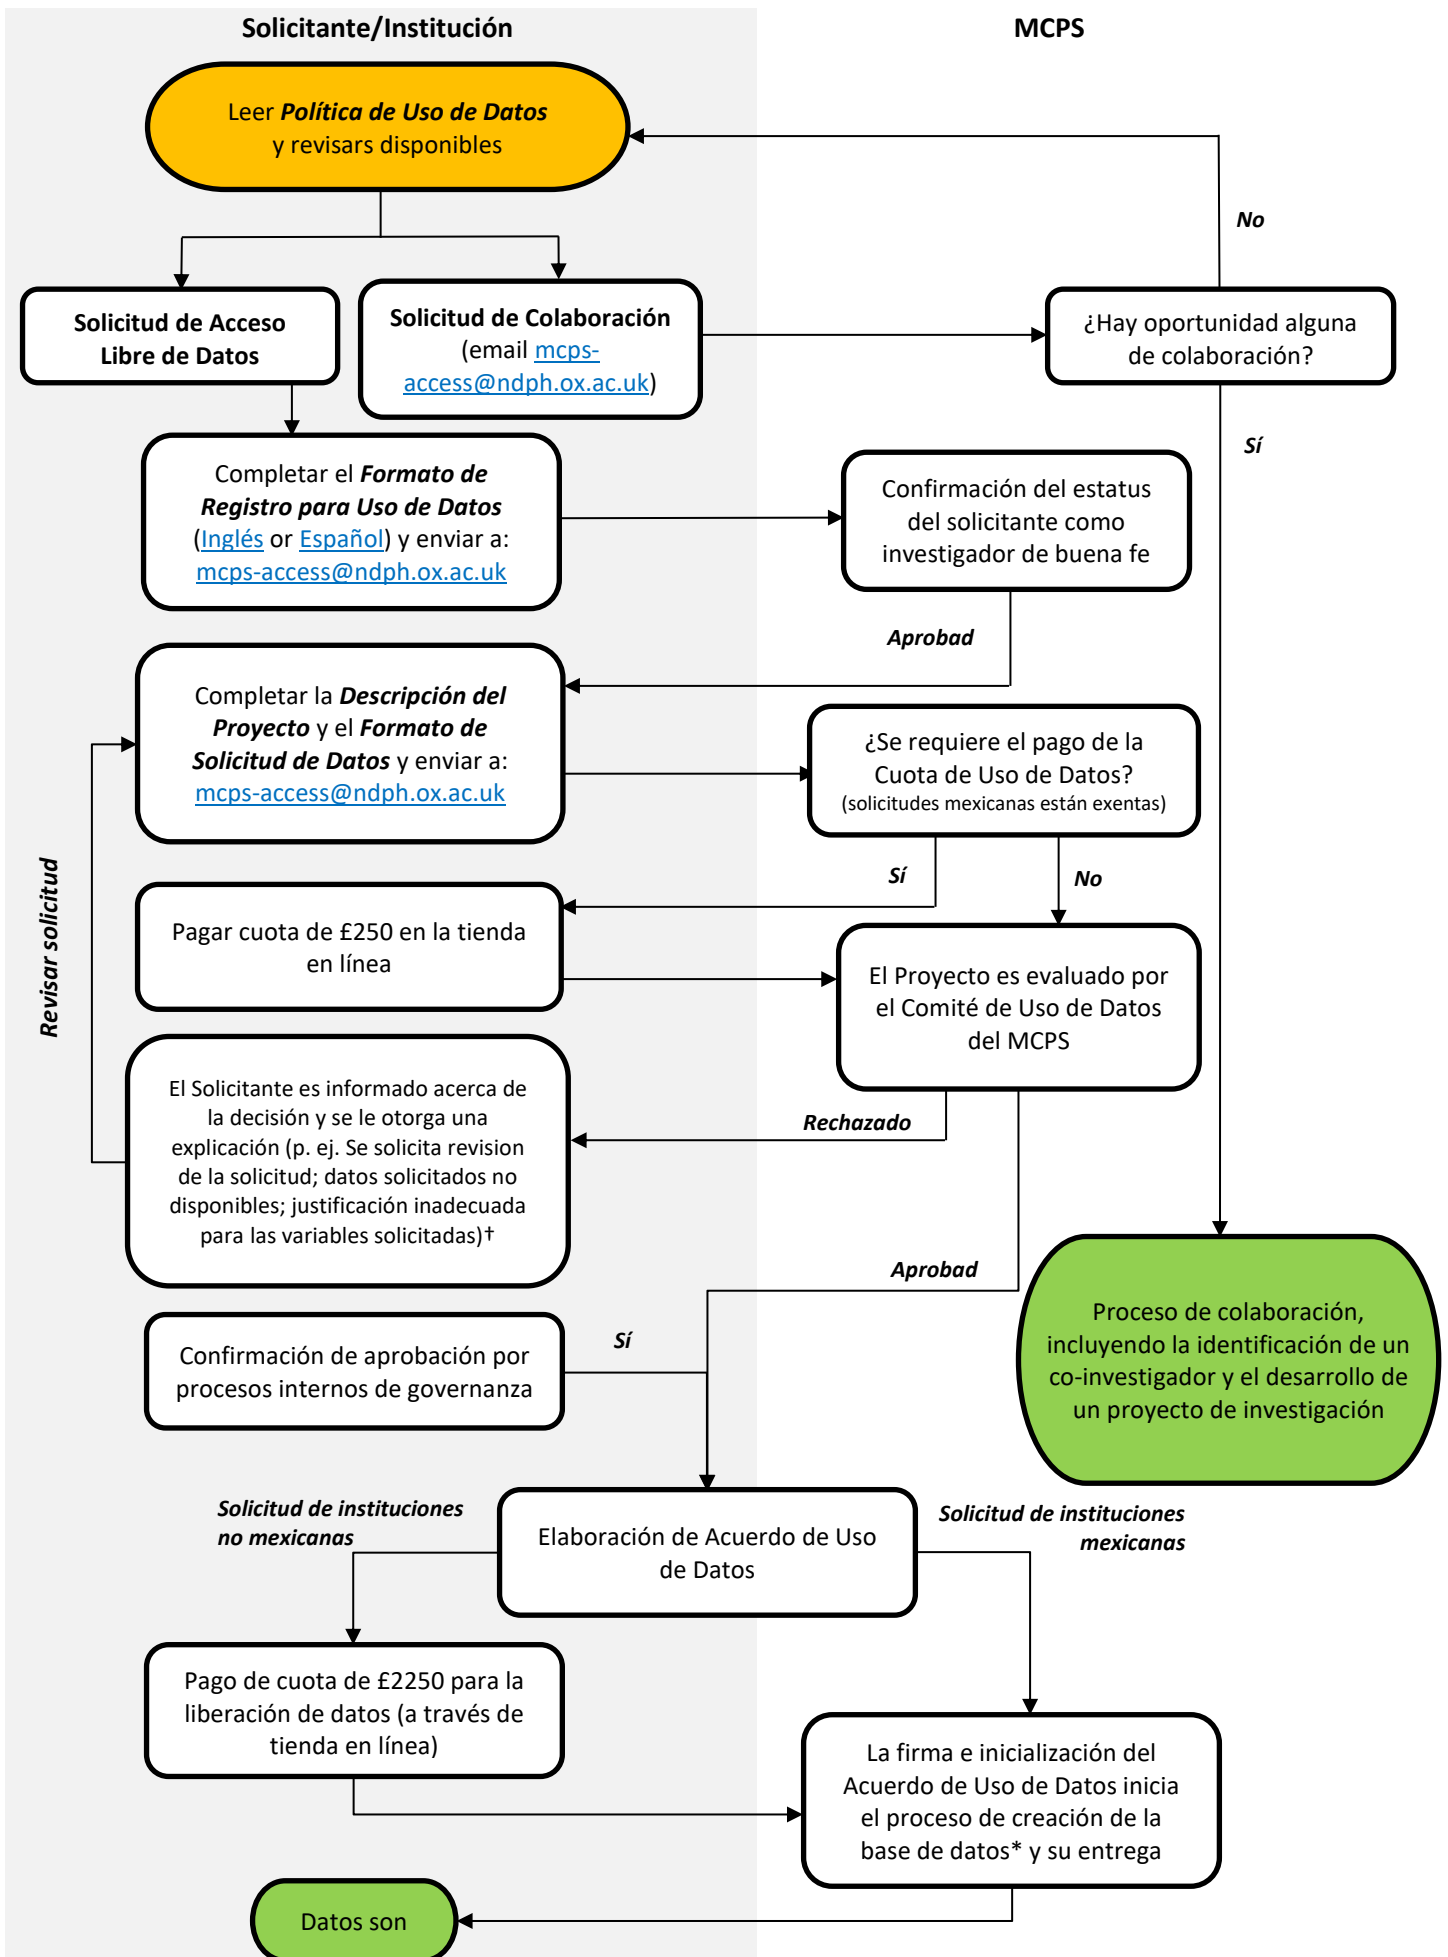 Solicitante/Institución
MCPS
Leer Política de Uso de Datos
y revisars disponibles
No
Solicitud de Acceso
Libre de Datos
Solicitud de Colaboración
(email mcps-
access@ndph.ox.ac.uk)
¿Hay oportunidad alguna
de colaboración?
Sí
Completar el Formato de
Registro para Uso de Datos
(Inglés or Español) y enviar a:
mcps-access@ndph.ox.ac.uk
Confirmación del estatus
del solicitante como
investigador de buena fe
Aprobad
Completar la Descripción del
Proyecto y el Formato de
Solicitud de Datos y enviar a:
mcps-access@ndph.ox.ac.uk
¿Se requiere el pago de la
Cuota de Uso de Datos?
(solicitudes mexicanas están exentas)
Revisar solicitud
Sí
No
Pagar cuota de £250 en la tienda
en línea
El Proyecto es evaluado por
el Comité de Uso de Datos
del MCPS
El Solicitante es informado acerca de
la decisión y se le otorga una
explicación (p. ej. Se solicita revision
de la solicitud; datos solicitados no
disponibles; justificación inadecuada
para las variables solicitadas)†
Rechazado
Aprobad
Proceso de colaboración,
incluyendo la identificación de un
co-investigador y el desarrollo de
un proyecto de investigación
Confirmación de aprobación por
procesos internos de governanza
Sí
Solicitud de instituciones
no mexicanas
Elaboración de Acuerdo de Uso
de Datos
Solicitud de instituciones
mexicanas
Pago de cuota de £2250 para la
liberación de datos (a través de
tienda en línea)
La firma e inicialización del
Acuerdo de Uso de Datos inicia
el proceso de creación de la
base de datos* y su entrega
Datos son